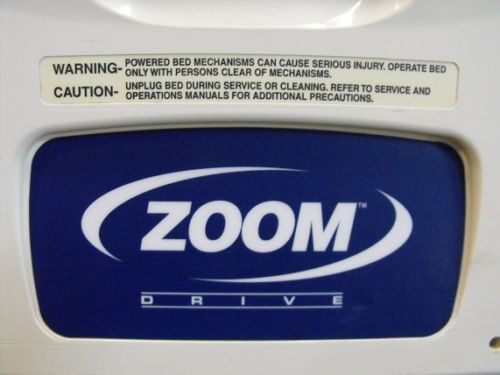 WARNING- POWERED BED MECHANISMS CAN CAUSE SERIOUS INJURY. OPERATE BED
ONLY WITH PERSONS CLEAR OF MECHANISMS.
CAUTION- UNPLUG BED DURING SERVICE OR CLEANING. REFER TO SERVICE AND
OPERATIONS MANUALS FOR ADDITIONAL PRECAUTIONS.
ZOOM™
DRIVE